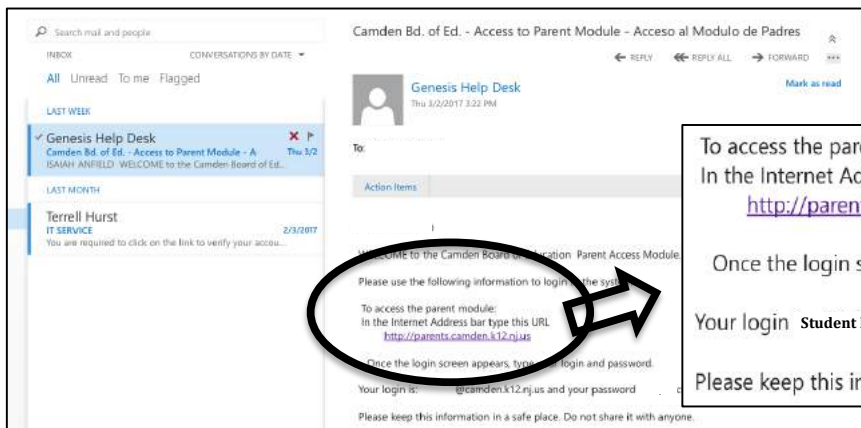 Search mail and people
INBOX CONVERSATIONS BY DATE
All Unread To me Flagged
LAST WEEK
Genesis Help Desk
Camden Bd. of Ed. - Access to Parent Module - A Thu 3/2
ISAIAH ANFIELD WELCOME to the Camden Board of Ed...
LAST MONTH
Terrell Hurst
IT SERVICE 2/3/2017
You are required to click on the link to verify your accou...
Camden Bd. of Ed. - Access to Parent Module - Acceso al Modulo de Padres
REPLY REPLY ALL FORWARD ...
Genesis Help Desk Mark as read
Thu 3/2/2017 3:22 PM
To:
Action Items
WELCOME to the Camden Board of Education Parent Access Module.
Please use the following information to login to the
To access the parent module:
In the Internet Address bar type this URL
http://parents.camden.k12.nj.us
Once the login screen appears, type your login and password.
Your login is: @camden.k12.nj.us and your password
Please keep this information in a safe place. Do not share it with anyone.
To access the par
In the Internet Ad
http://paren
Once the login s
Your login Student
Please keep this in